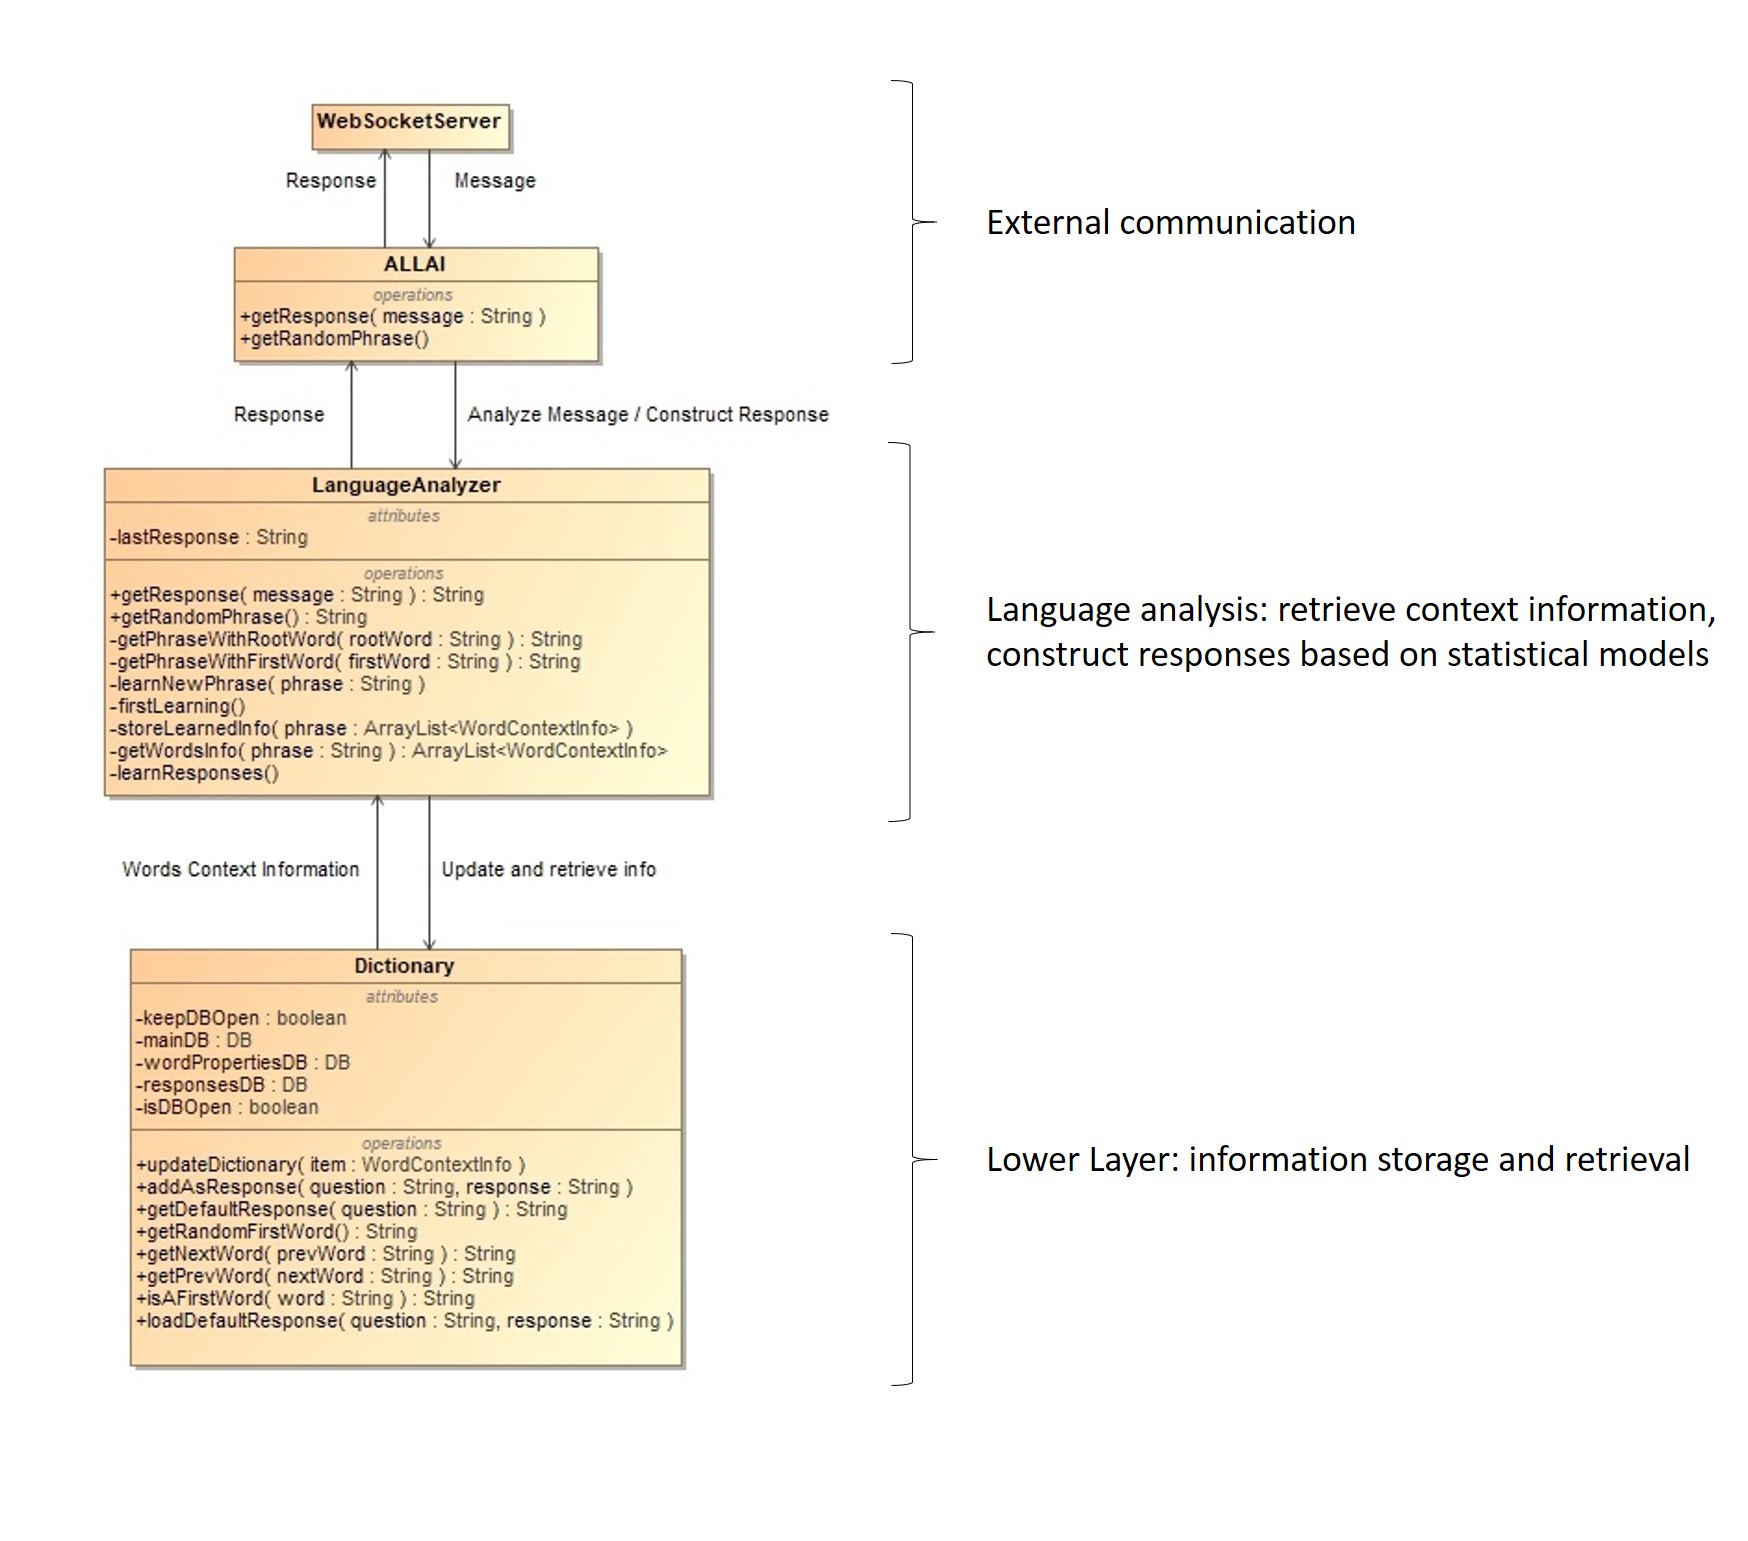 WebSocketServer
Response
Message
External communication
ALLAI
operations
+getResponse( message : String )
+getRandomPhrase()
Response
Analyze Message / Construct Response
LanguageAnalyzer
attributes
-lastResponse : String
operations
+getResponse( message : String ) : String
+getRandomPhrase() : String
-getPhraseWithRootWord( rootWord : String ) : String
-getPhraseWithFirstWord( firstWord : String ) : String
-learnNewPhrase( phrase : String )
-firstLearning()
-storeLearnedInfo( phrase : ArrayList<WordContextInfo> )
-getWordsInfo( phrase : String ) : ArrayList<WordContextInfo>
-learnResponses()
Language analysis: retrieve context information,
construct responses based on statistical models
Words Context Information
Update and retrieve info
Dictionary
attributes
-keepDBOpen : boolean
-mainDB : DB
-wordPropertiesDB : DB
-responsesDB : DB
-isDBOpen : boolean
operations
+updateDictionary( item : WordContextInfo )
+addAsResponse( question : String, response : String )
+getDefaultResponse( question : String ) : String
+getRandomFirstWord() : String
+getNextWord( prevWord : String ) : String
+getPrevWord( nextWord : String ) : String
+isAFirstWord( word : String ) : String
+loadDefaultResponse( question : String, response : String )
Lower Layer: information storage and retrieval